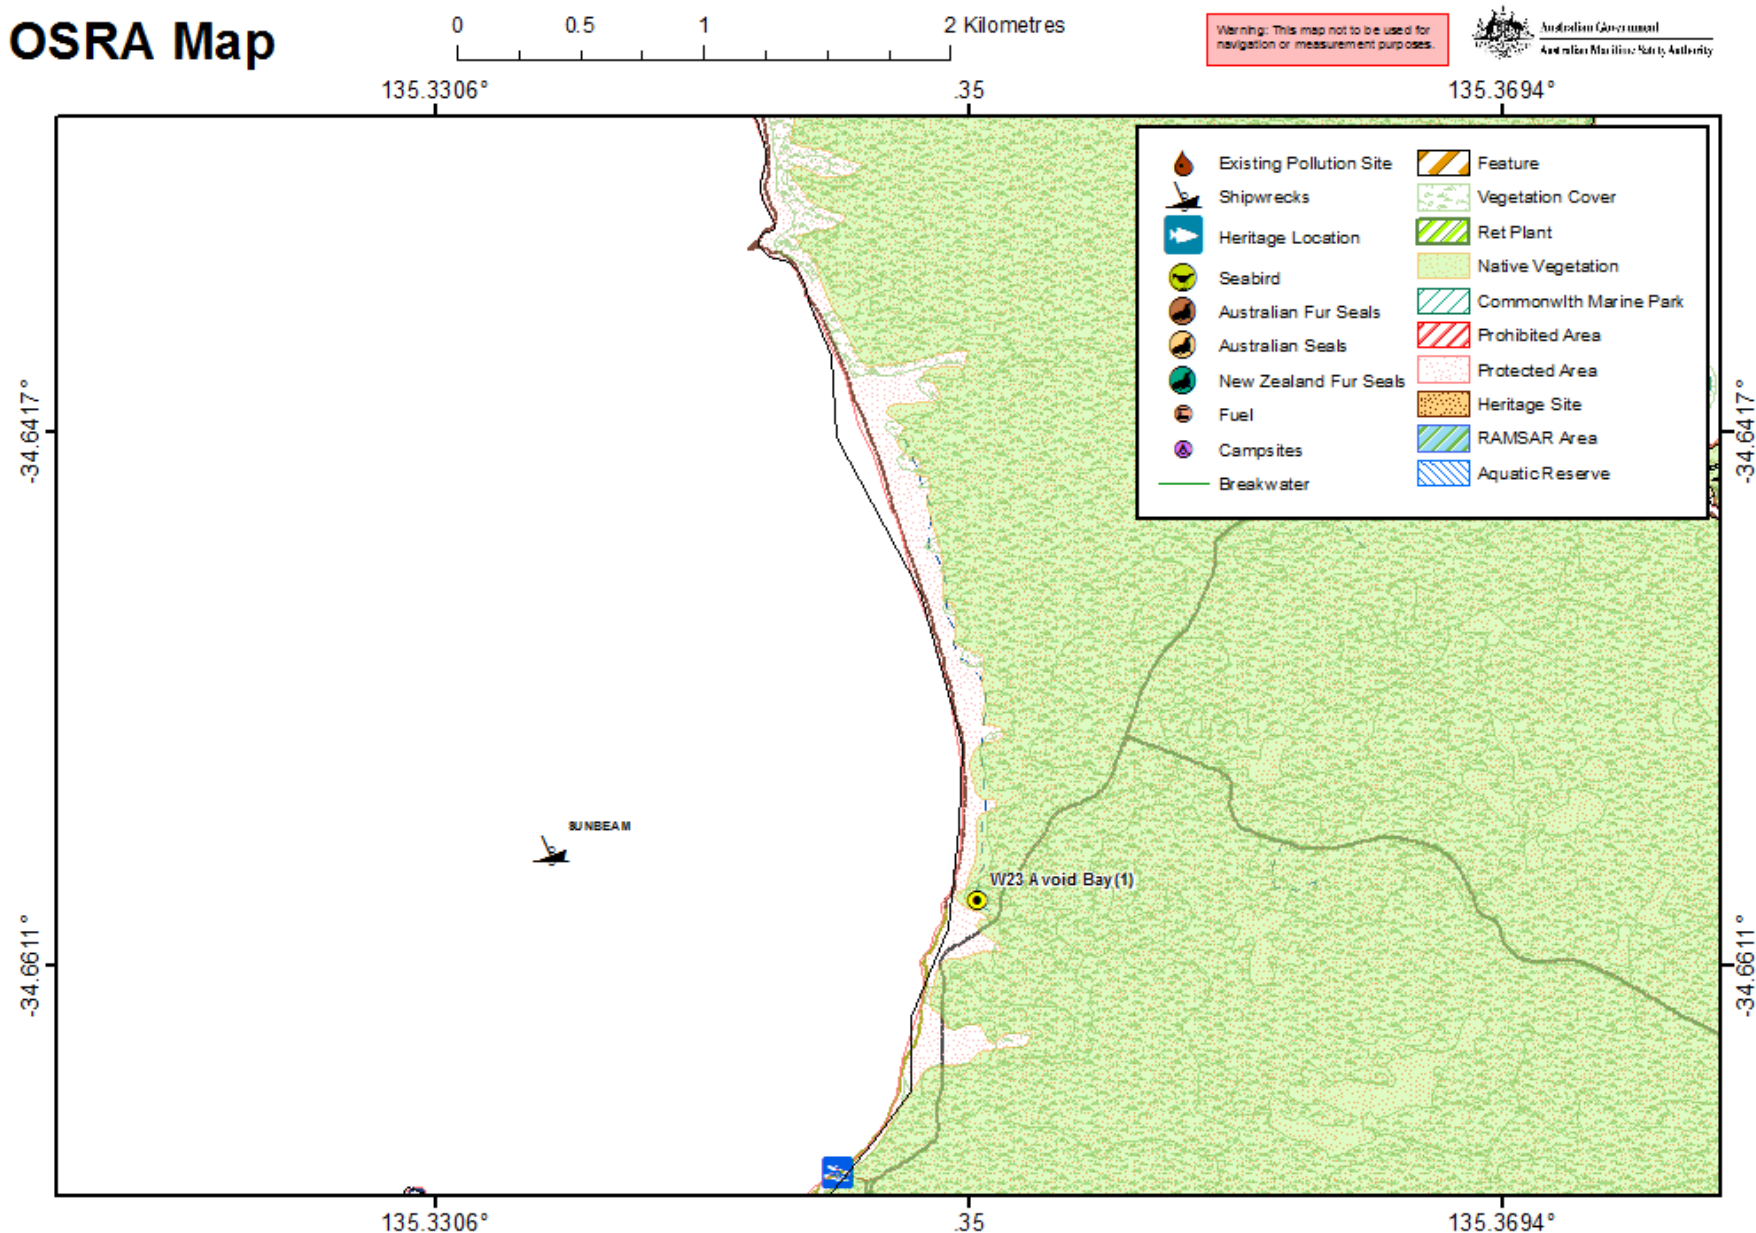 OSRA Map
0 0.5 1 2 Kilometres
Warning: This map not to be used for
navigation or measurement purposes.
Australian Government
Australian Maritime Safety Authority
135.3306° .35 135.3694°
Existing Pollution Site
Shipwrecks
Heritage Location
Seabird
Australian Fur Seals
Australian Seals
New Zealand Fur Seals
Fuel
Campsites
Breakwater
Feature
Vegetation Cover
Ret Plant
Native Vegetation
Commonwlth Marine Park
Prohibited Area
Protected Area
Heritage Site
RAMSAR Area
Aquatic Reserve
-34.6417°
-34.6417°
SUNBEAM
W23 Avoid Bay(1)
-34.6611°
-34.6611°
135.3306° .35 135.3694°